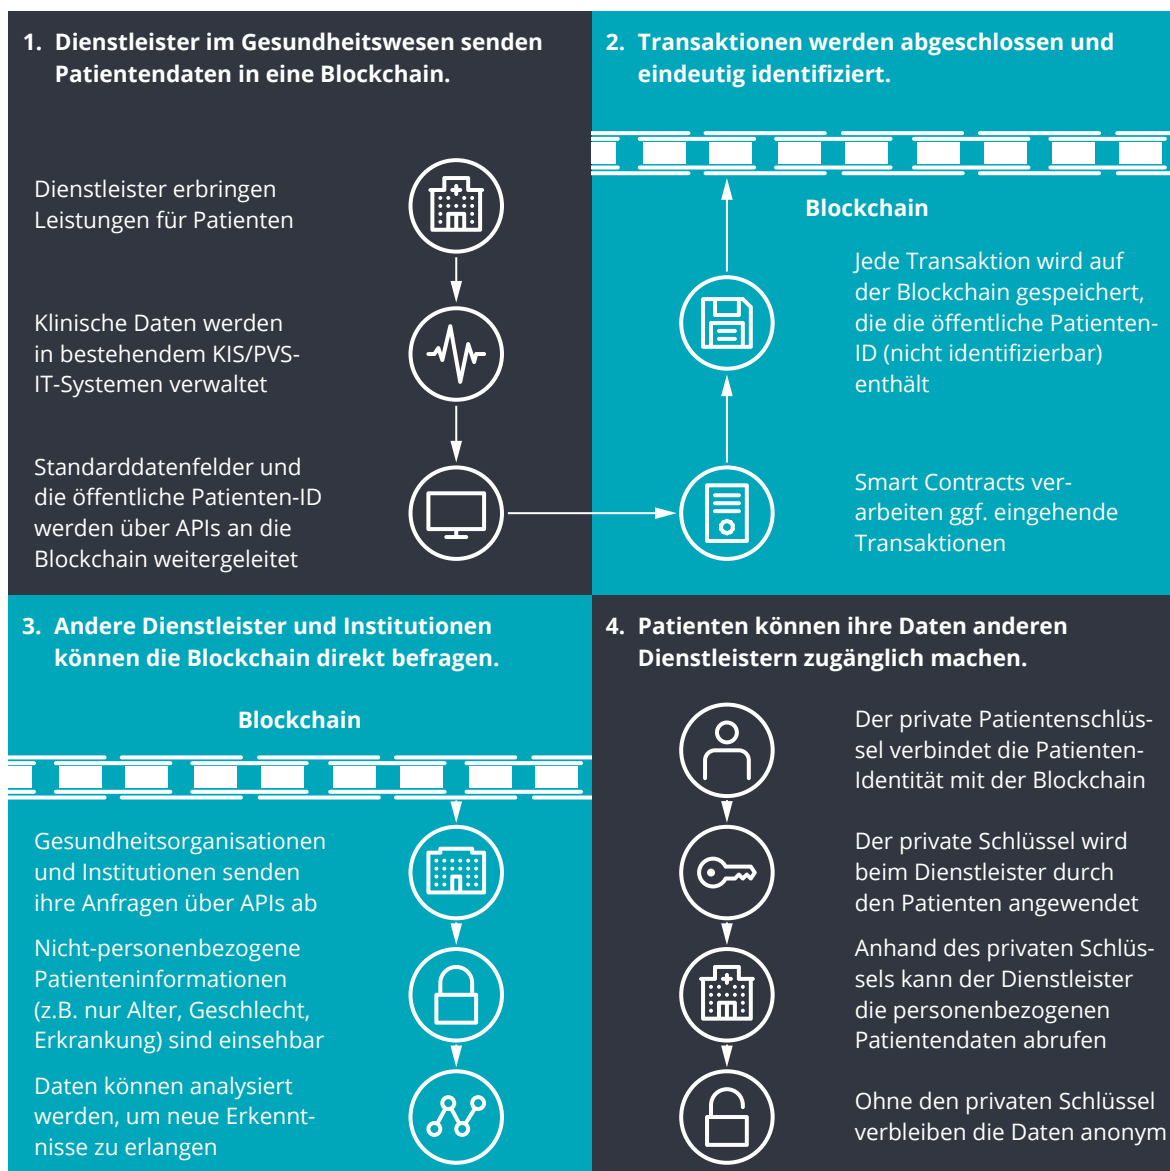 1. Dienstleister im Gesundheitswesen senden
Patientendaten in eine Blockchain.
Dienstleister erbringen
Leistungen für Patienten
Klinische Daten werden
in bestehendem KIS/PVS-
IT-Systemen verwaltet
Standarddatenfelder und
die öffentliche Patienten-ID
werden über APIs an die
Blockchain weitergeleitet
2. Transaktionen werden abgeschlossen und
eindeutig identifiziert.
Blockchain
Jede Transaktion wird auf
der Blockchain gespeichert,
die die öffentliche Patienten-
ID (nicht identifizierbar)
enthält
Smart Contracts ver-
arbeiten ggf. eingehende
Transaktionen
3. Andere Dienstleister und Institutionen
können die Blockchain direkt befragen.
Blockchain
Gesundheitsorganisationen
und Institutionen senden
ihre Anfragen über APIs ab
Nicht-personenbezogene
Patienteninformationen
(z.B. nur Alter, Geschlecht,
Erkrankung) sind einsehbar
Daten können analysiert
werden, um neue Erkennt-
nisse zu erlangen
4. Patienten können ihre Daten anderen
Dienstleistern zugänglich machen.
Der private Patientenschlüs-
sel verbindet die Patienten-
Identität mit der Blockchain
Der private Schlüssel wird
beim Dienstleister durch
den Patienten angewendet
Anhand des privaten Schlüs-
sels kann der Dienstleister
die personenbezogenen
Patientendaten abrufen
Ohne den privaten Schlüssel
verbleiben die Daten anonym